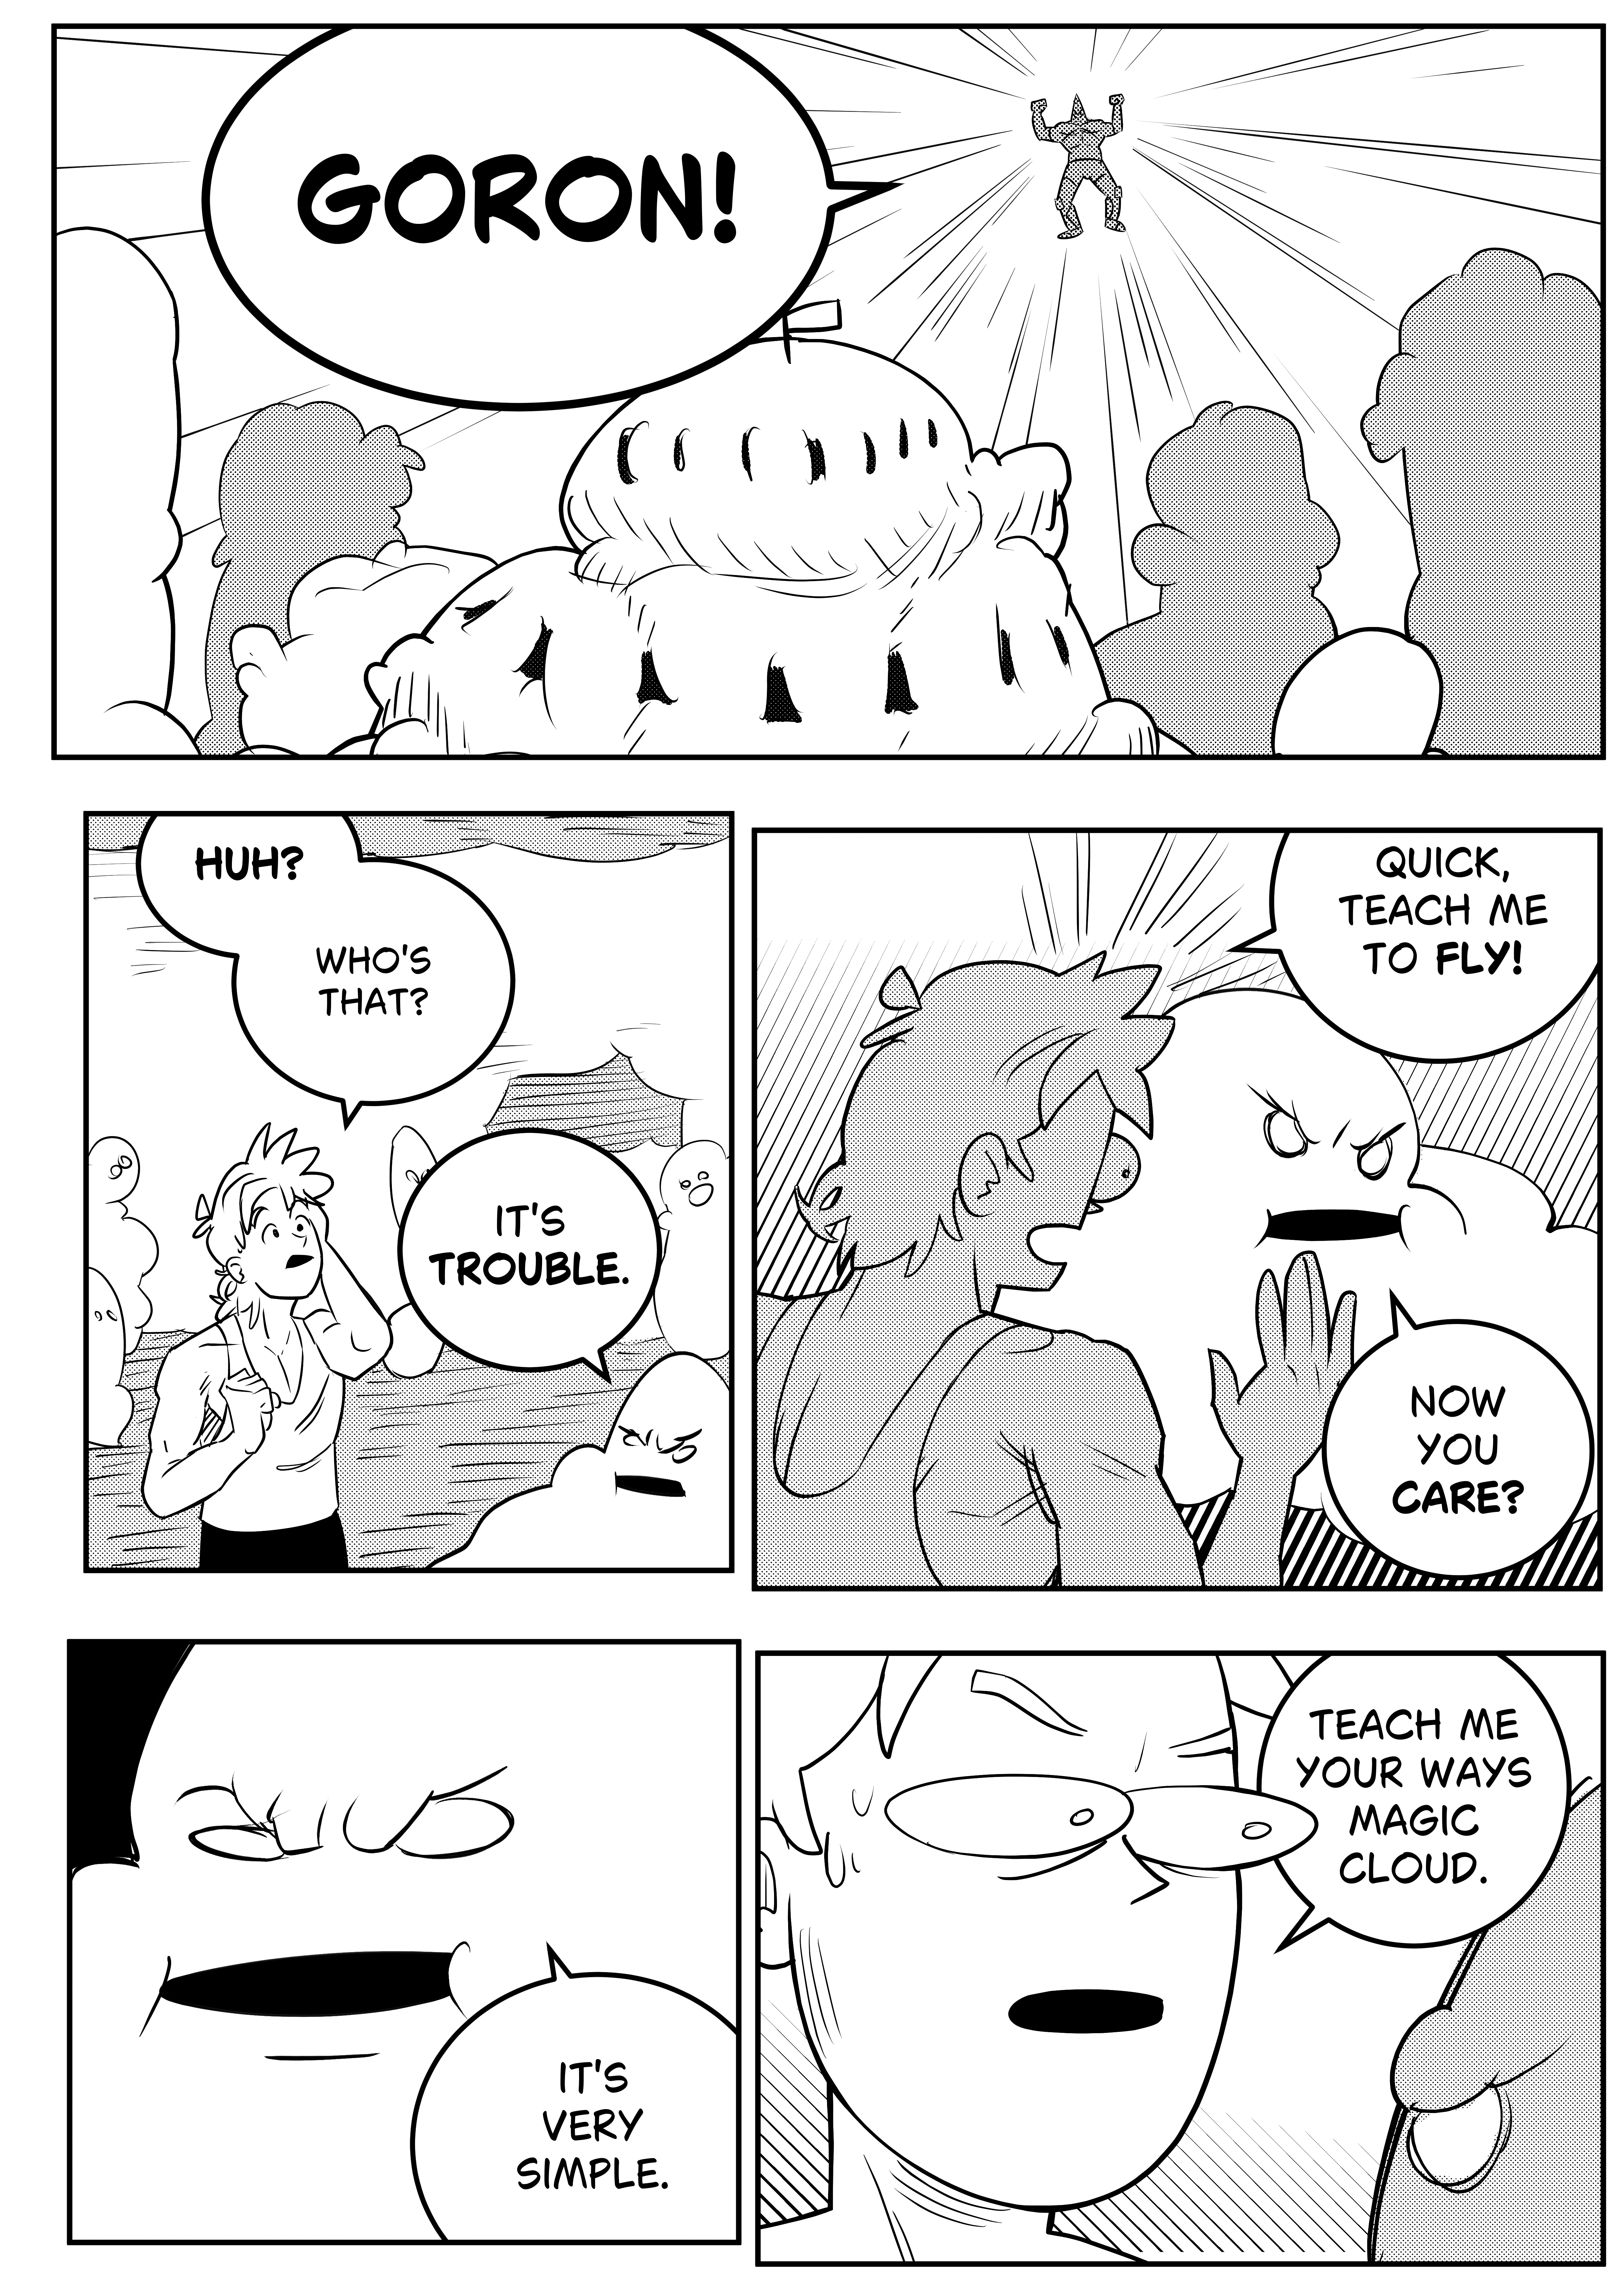 GORON!
HUH?
WHO'S
THAT?
IT'S
TROUBLE.
QUICK,
TEACH ME
TO FLY!
NOW
YOU
CARE?
IT'S
VERY
SIMPLE.
TEACH ME
YOUR WAYS
MAGIC
CLOUD.